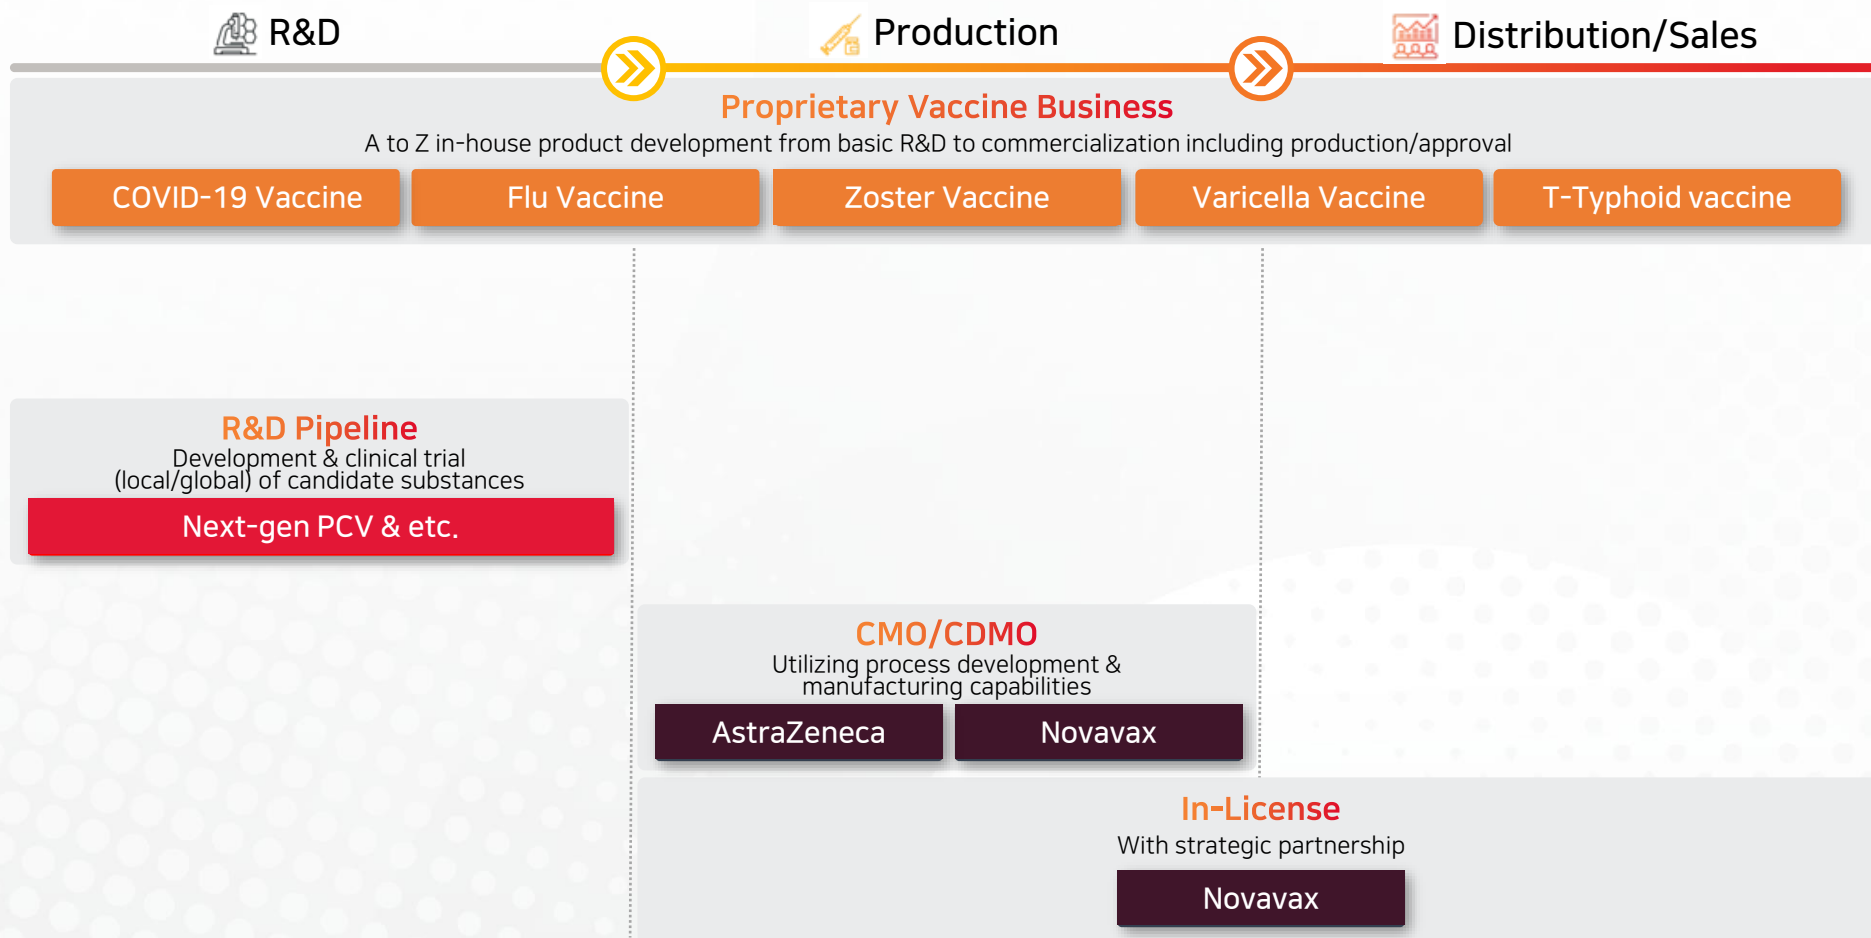 R&D
Production
Distribution/Sales
Proprietary Vaccine Business
A to Z in-house product development from basic R&D to commercialization including production/approval
COVID-19 Vaccine
Flu Vaccine
Zoster Vaccine
Varicella Vaccine
T-Typhoid vaccine
R&D Pipeline
Development & clinical trial
(local/global) of candidate substances
Next-gen PCV & etc.
CMO/CDMO
Utilizing process development &
manufacturing capabilities
AstraZeneca
Novavax
In-License
With strategic partnership
Novavax